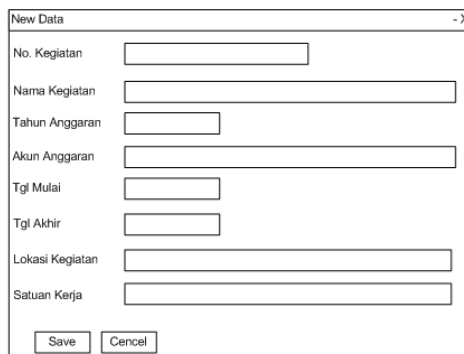 New Data - X
No. Kegiatan
Nama Kegiatan
Tahun Anggaran
Akun Anggaran
Tgl Mulai
Tgl Akhir
Lokasi Kegiatan
Satuan Kerja
Save Cencel